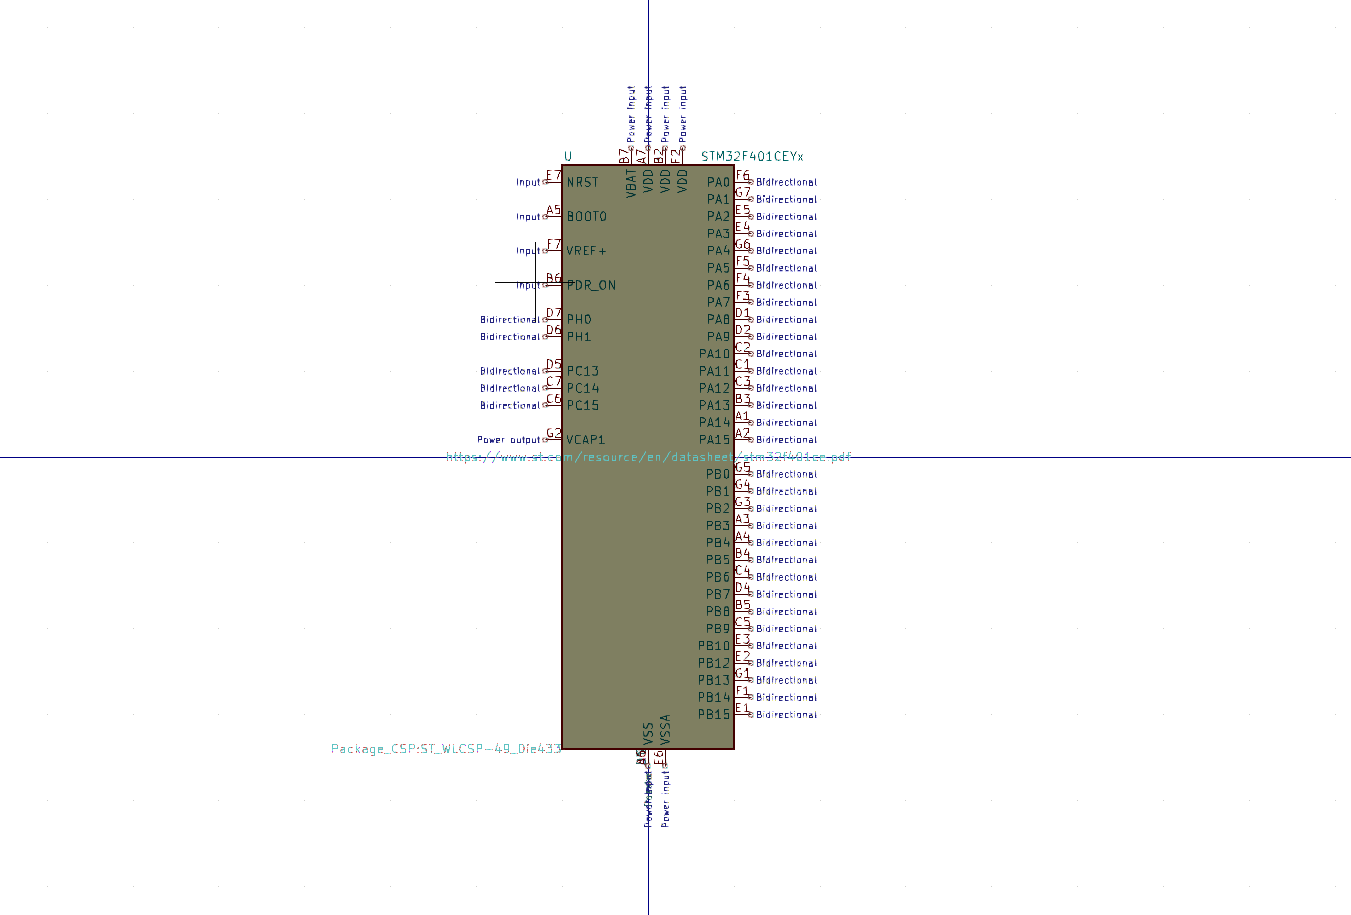 Power input
Power input
Power input
Power input
B7
A7
B2
F2
U
STM32F401CEYx
VBAT
VDD
VDD
VDD
Input E7 NRST
Input A5 BOOT0
Input F7 VREF+
Input B6 PDR_ON
Bidirectional D7 PH0
Bidirectional D6 PH1
Bidirectional D5 PC13
Bidirectional C7 PC14
Bidirectional C6 PC15
Power output G2 VCAP1
PA0 F6 Bidirectional
PA1 G7 Bidirectional
PA2 E5 Bidirectional
PA3 E4 Bidirectional
PA4 G6 Bidirectional
PA5 F5 Bidirectional
PA6 F4 Bidirectional
PA7 F3 Bidirectional
PA8 D1 Bidirectional
PA9 D2 Bidirectional
PA10 C2 Bidirectional
PA11 C1 Bidirectional
PA12 C3 Bidirectional
PA13 B3 Bidirectional
PA14 A1 Bidirectional
PA15 A2 Bidirectional
https://www.st.com/resource/en/datasheet/stm32f401ce.pdf
PB0 G5 Bidirectional
PB1 G4 Bidirectional
PB2 G3 Bidirectional
PB3 A3 Bidirectional
PB4 A4 Bidirectional
PB5 B4 Bidirectional
PB6 C4 Bidirectional
PB7 D4 Bidirectional
PB8 B5 Bidirectional
PB9 C5 Bidirectional
PB10 E3 Bidirectional
PB12 E2 Bidirectional
PB13 G1 Bidirectional
PB14 F1 Bidirectional
PB15 E1 Bidirectional
VSS
VSSA
Package_CSP:ST_WLCSP-49_Die433
E6
Power input